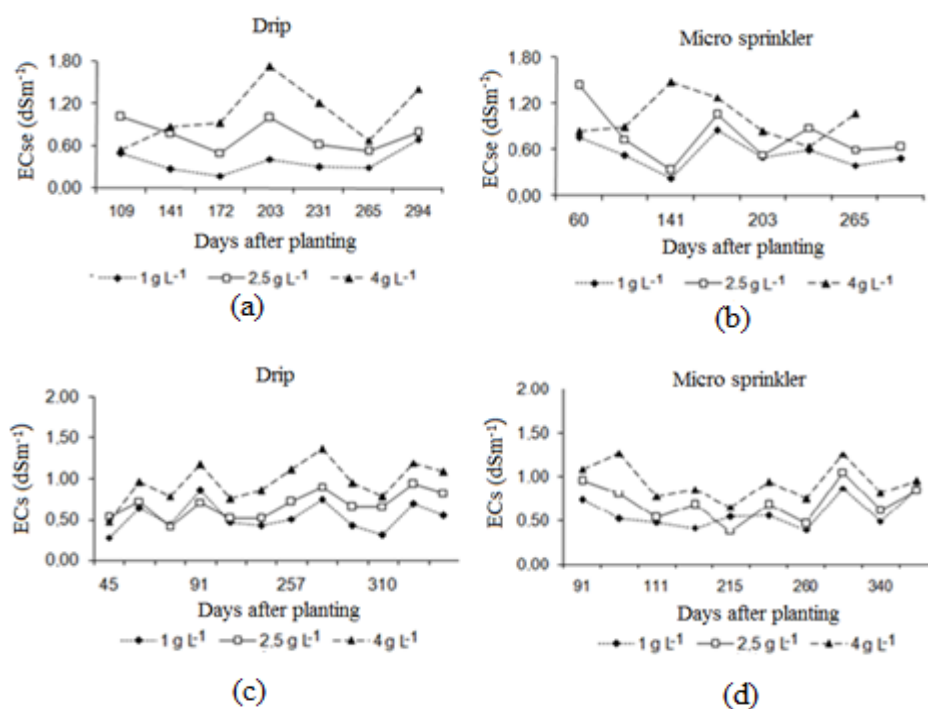 Drip
ECse (dSm-1)
1.80
1.20
0.60
0.00
109 141 172 203 231 265 294
Days after planting
1 g L-1 2.5 g L-1 4 g L-1
(a)
Micro sprinkler
ECse (dSm-1)
1.80
1.20
0.60
0.00
60 141 203 265
Days after planting
1 g L-1 2.5 g L-1 4 g L-1
(b)
Drip
ECs (dSm-1)
2.00
1.50
1.00
0.50
0.00
45 91 257 310
Days after planting
1 g L-1 2,5 g L-1 4 g L-1
(c)
Micro sprinkler
ECs (dSm-1)
2.00
1.50
1.00
0.50
0.00
91 111 215 260 340
Days after planting
1 g L-1 2,5 g L-1 4 g L-1
(d)